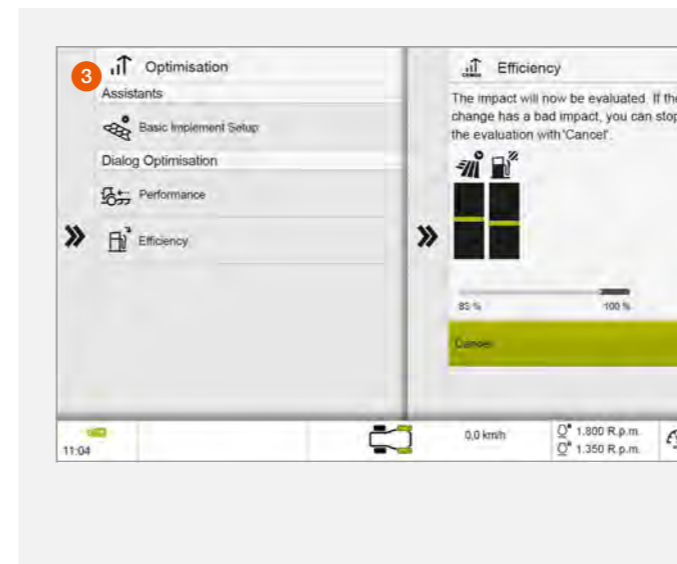 3
Optimisation
Assistants
Basic Implement Setup
Dialog Optimisation
Performance
Efficiency
11:04
Efficiency
The impact will now be evaluated. If the
change has a bad impact, you can stop
the evaluation with 'Cancel'.
85 %
100 %
Cancel
0,0 km/h
1.800 R.p.m.
1.350 R.p.m.